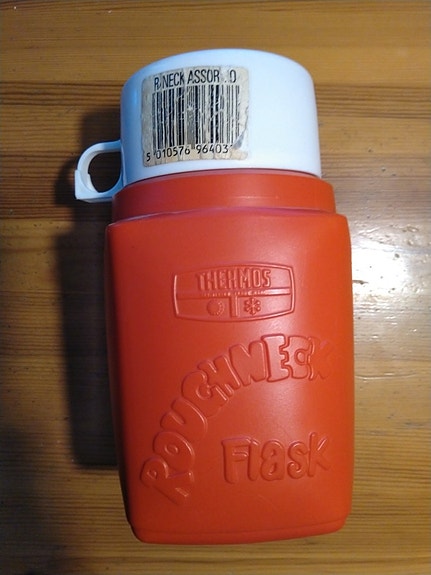 R/NECK ASSOR
5 010576 96403
THERMOS
ROUGHNECK
Flask